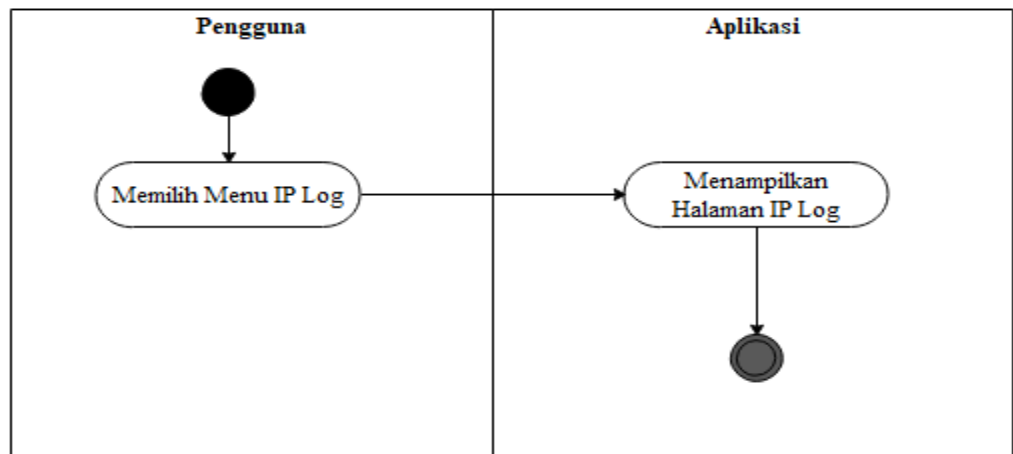 Pengguna
Aplikasi
Memilih Menu IP Log
Menampilkan
Halaman IP Log